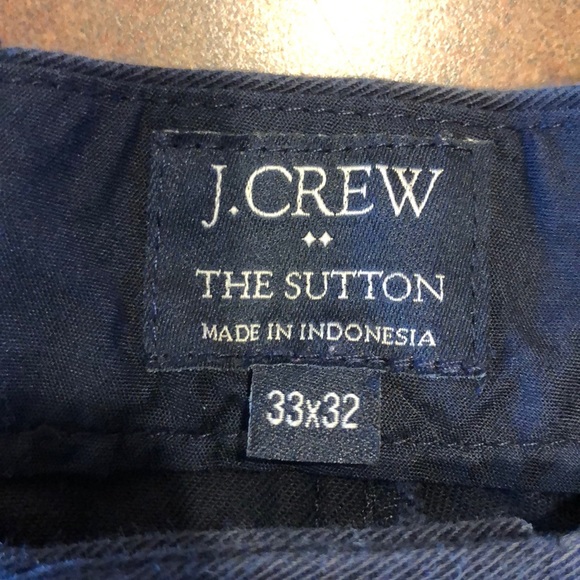 J.CREW
THE SUTTON
MADE IN INDONESIA
33x32